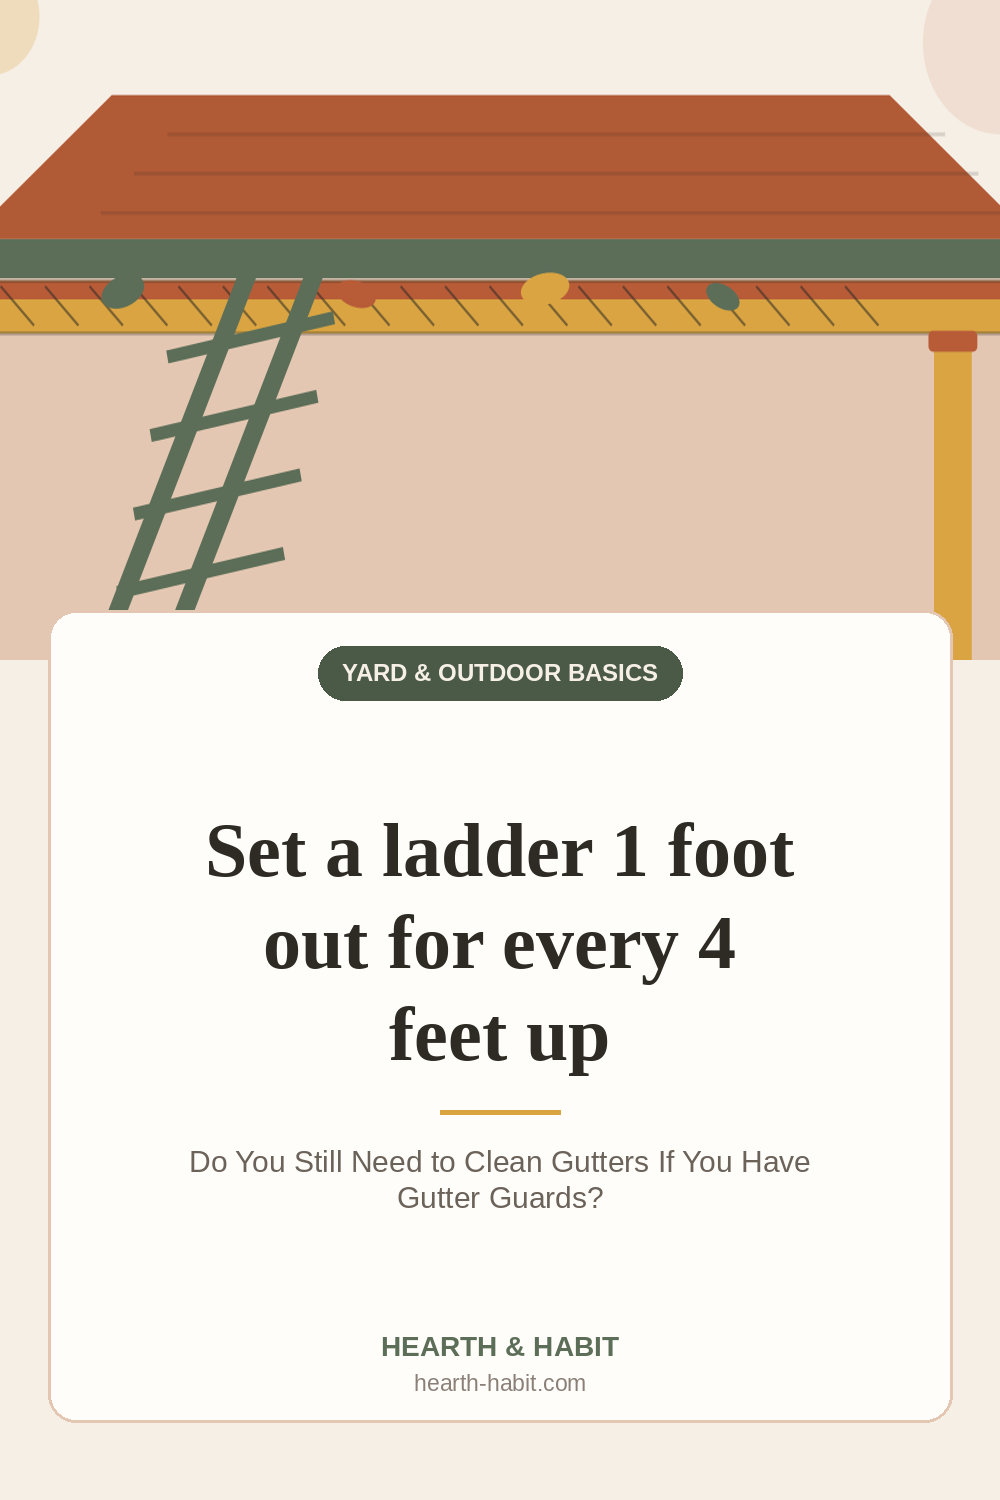 YARD & OUTDOOR BASICS
Set a ladder 1 foot
out for every 4
feet up
Do You Still Need to Clean Gutters If You Have
Gutter Guards?
HEARTH & HABIT
hearth-habit.com